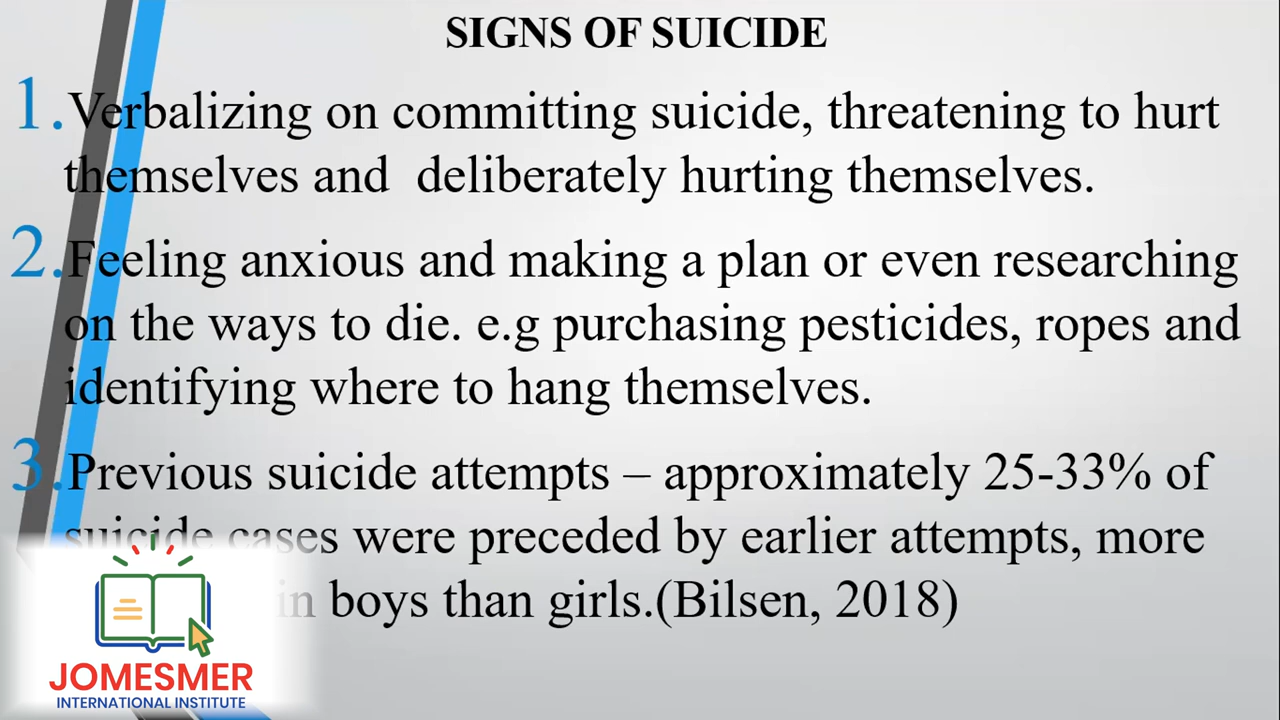 SIGNS OF SUICIDE
1. Verbalizing on committing suicide, threatening to hurt
themselves and deliberately hurting themselves.
2. Feeling anxious and making a plan or even researching
on the ways to die. e.g purchasing pesticides, ropes and
identifying where to hang themselves.
3. Previous suicide attempts – approximately 25-33% of
suicide cases were preceded by earlier attempts, more
in boys than girls.(Bilsen, 2018)
JOMESMER
INTERNATIONAL INSTITUTE